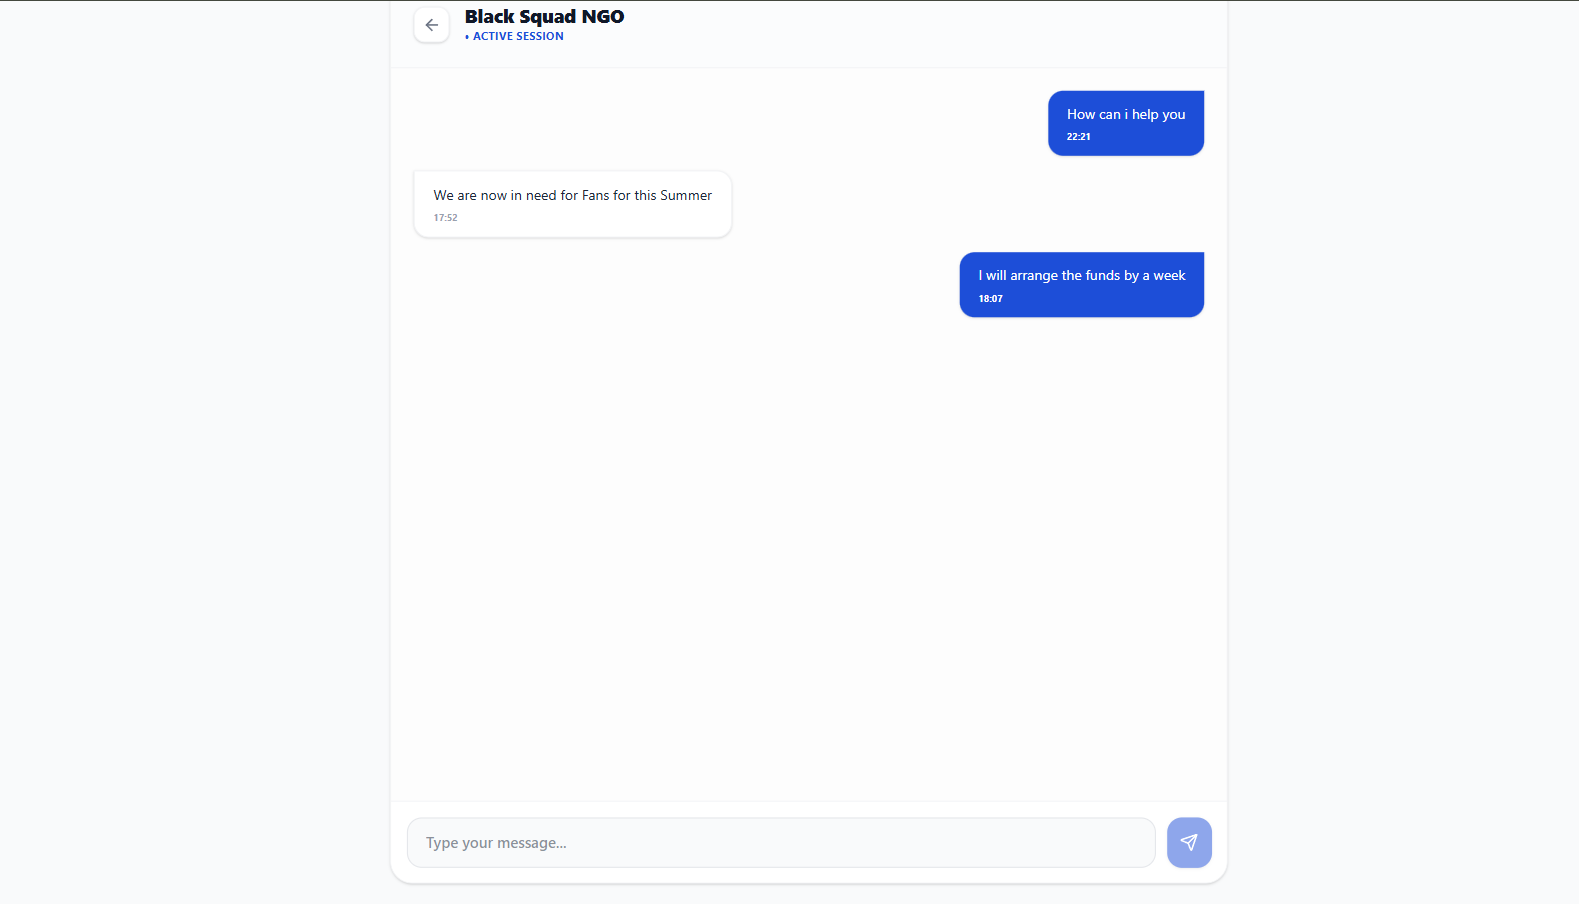 Black Squad NGO
• ACTIVE SESSION
How can i help you
22:21
We are now in need for Fans for this Summer
17:52
I will arrange the funds by a week
18:07
Type your message...